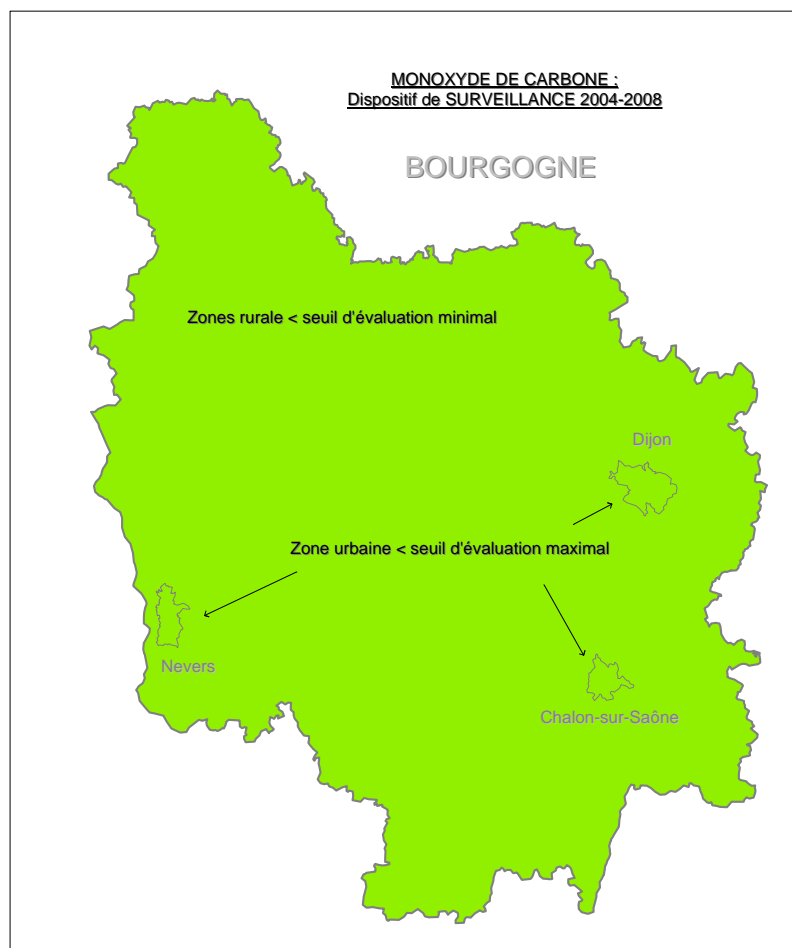 MONOXYDE DE CARBONE :
Dispositif de SURVEILLANCE 2004-2008
BOURGOGNE
Zones rurale < seuil d'évaluation minimal
Dijon
Zone urbaine < seuil d'évaluation maximal
Nevers
Chalon-sur-Saône